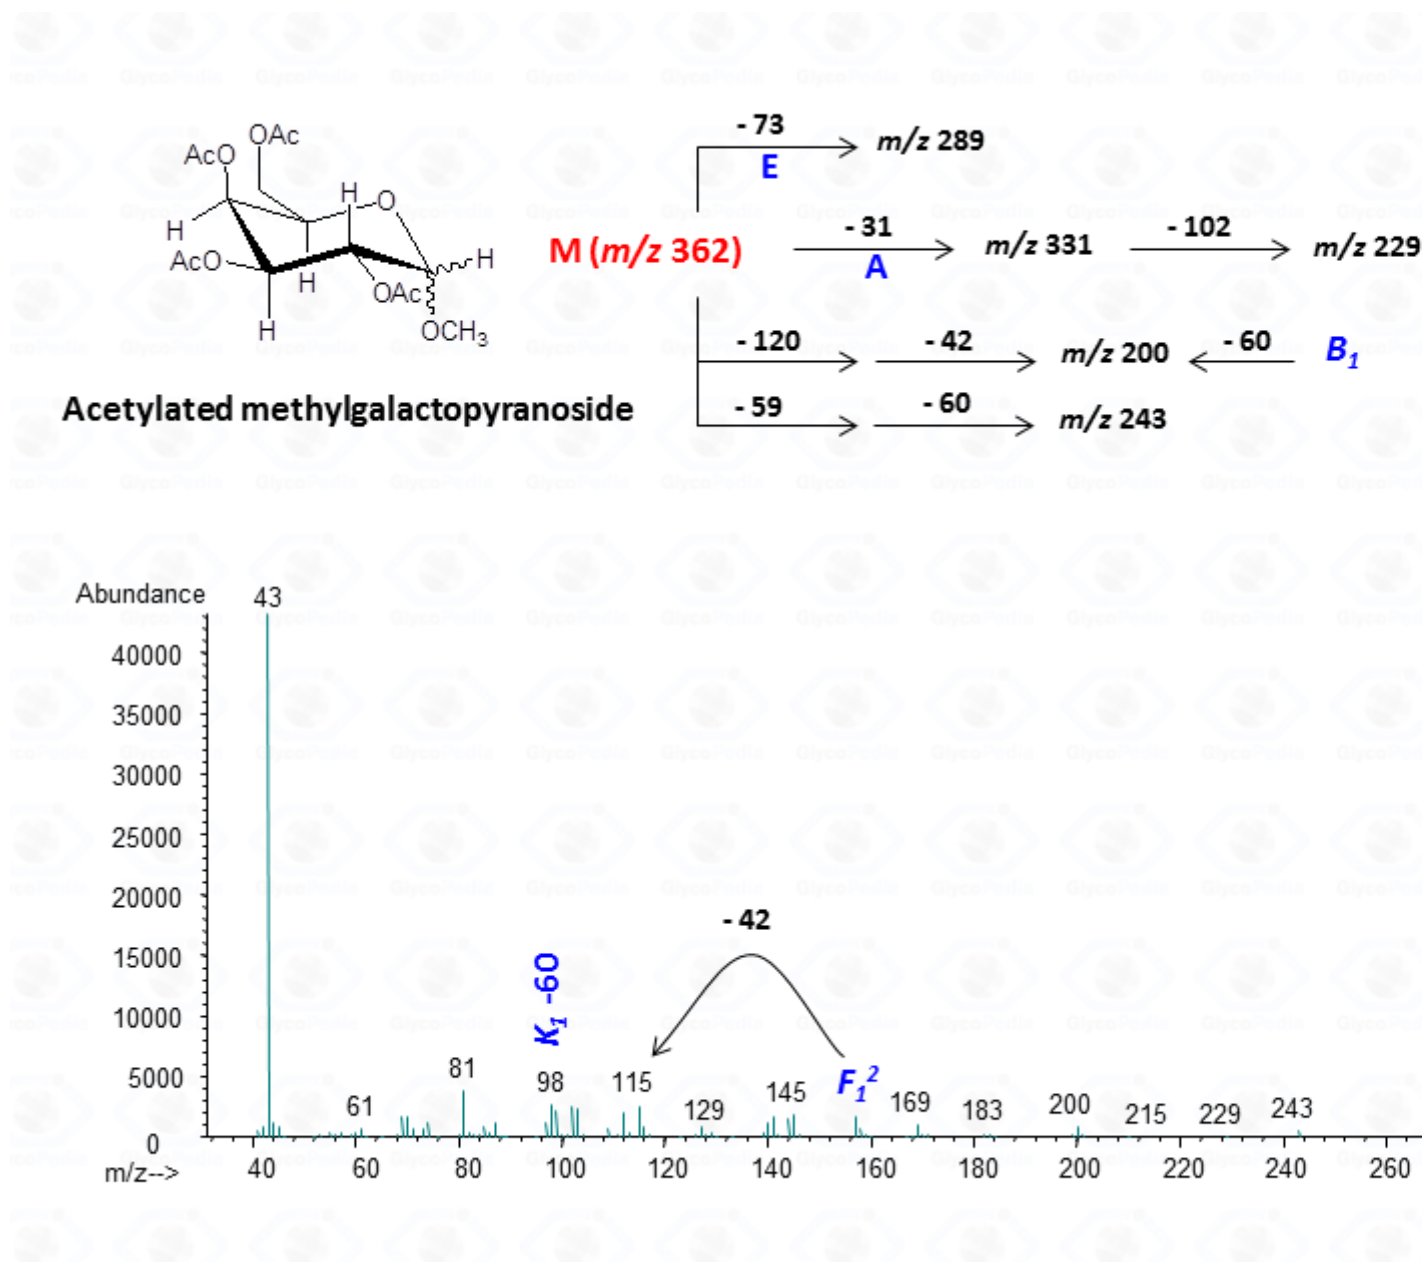 OAc
AcO
H
O
H
AcO
H
H
OAc
H
OCH3
Acetylated methylgalactopyranoside
- 73
E
m/z 289
M (m/z 362)
- 31
A
m/z 331
- 102
m/z 229
- 120
- 42
m/z 200
- 60
B1
- 59
- 60
m/z 243
Abundance
43
40000
35000
30000
25000
20000
15000
10000
5000
0
- 42
K1 -60
F1²
61
81
98
115
129
145
169
183
200
215
229
243
m/z-->
40 60 80 100 120 140 160 180 200 220 240 260
GlycoPedia